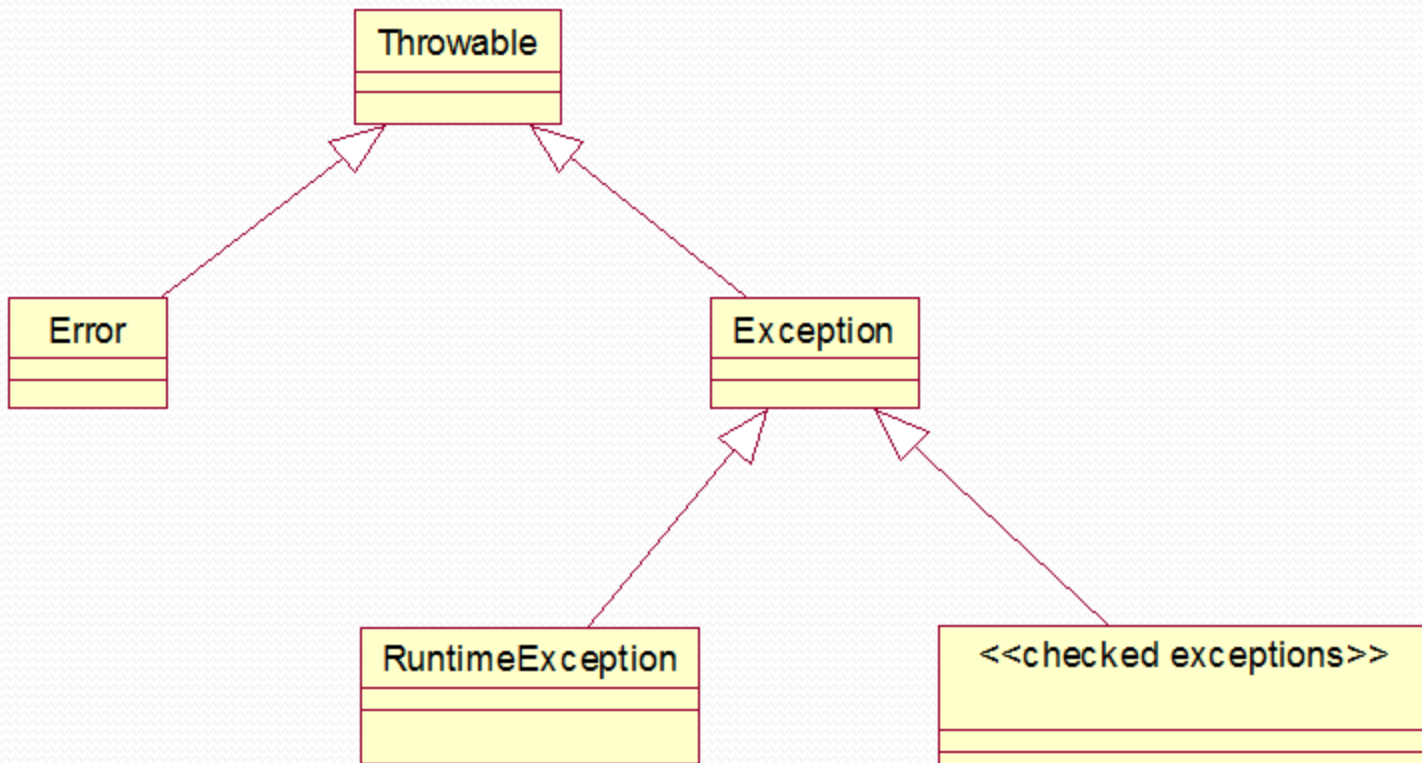 Throwable
Error
Exception
RuntimeException
<<checked exceptions>>